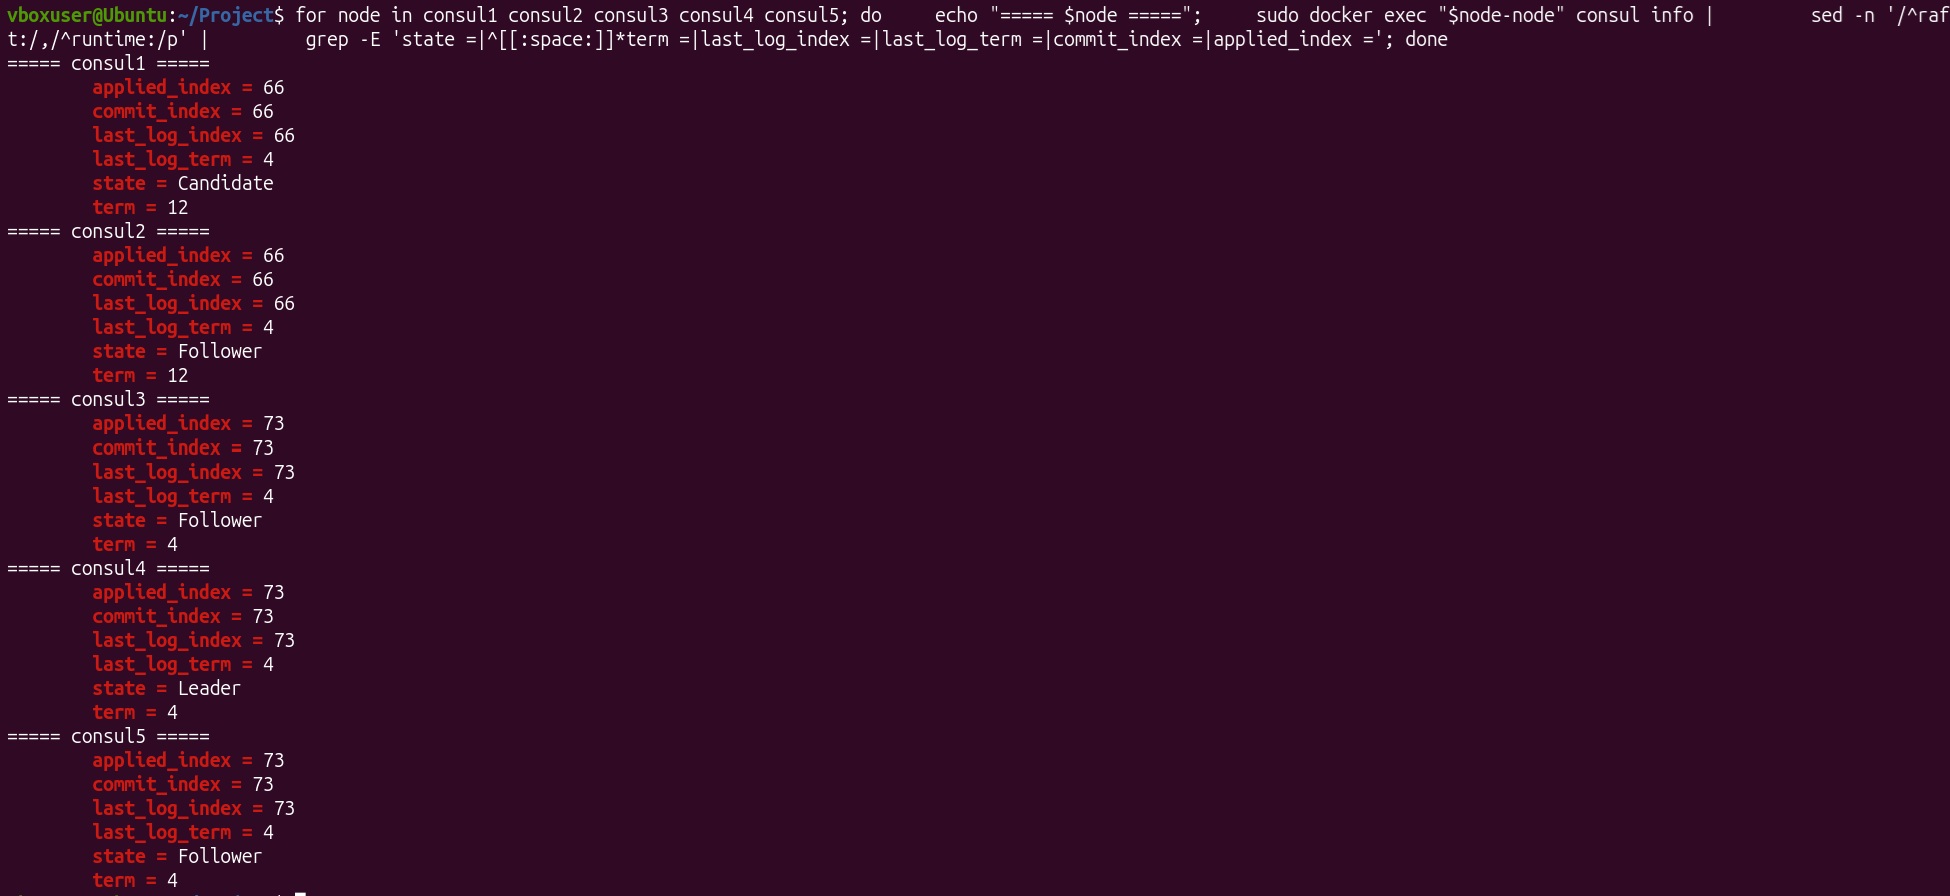 vboxuser@Ubuntu:~/Project$ for node in consul1 consul2 consul3 consul4 consul5; do     echo "===== $node =====";     sudo docker exec "$node-node" consul info |         sed -n '/^raf
t:/,/^runtime:/p' |         grep -E 'state =|^[[:space:]]*term =|last_log_index =|last_log_term =|commit_index =|applied_index ='; done
===== consul1 =====
        applied_index = 66
        commit_index = 66
        last_log_index = 66
        last_log_term = 4
        state = Candidate
        term = 12
===== consul2 =====
        applied_index = 66
        commit_index = 66
        last_log_index = 66
        last_log_term = 4
        state = Follower
        term = 12
===== consul3 =====
        applied_index = 73
        commit_index = 73
        last_log_index = 73
        last_log_term = 4
        state = Follower
        term = 4
===== consul4 =====
        applied_index = 73
        commit_index = 73
        last_log_index = 73
        last_log_term = 4
        state = Leader
        term = 4
===== consul5 =====
        applied_index = 73
        commit_index = 73
        last_log_index = 73
        last_log_term = 4
        state = Follower
        term = 4